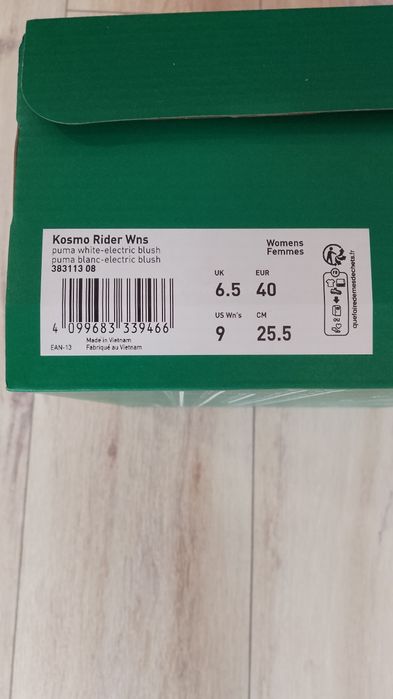 Kosmo Rider Wns
puma white-electric blush
puma blanc-electric blush
383113 08
Womens
Femmes
UK EUR
6.5 40
US Wn's CM
9 25.5
4 099683 339466
Made in Vietnam
EAN-13 Fabriqué au Vietnam
quefairedemesdechets.fr